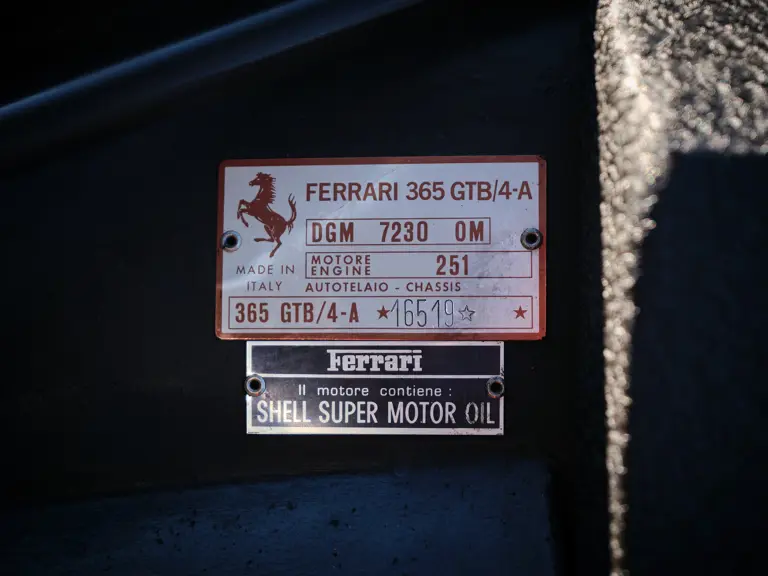 FERRARI 365 GTB/4-A
DGM 7230 OM
MOTORE
ENGINE
251
MADE IN
ITALY
AUTOTELAIO - CHASSIS
365 GTB/4-A ★16519☆ ★
Ferrari
Il motore contiene :
SHELL SUPER MOTOR OIL